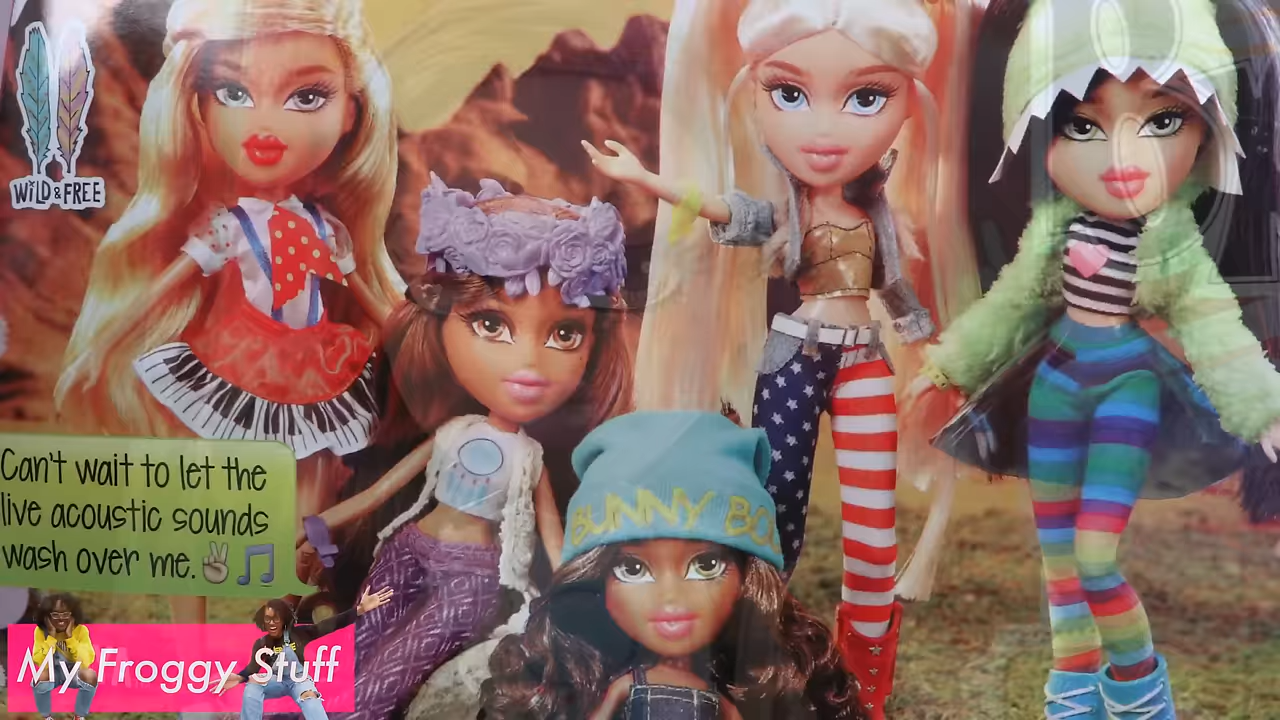 WILD & FREE
Can't wait to let the
live acoustic sounds
wash over me.✌🎵
BUNNY BO
My Froggy Stuff